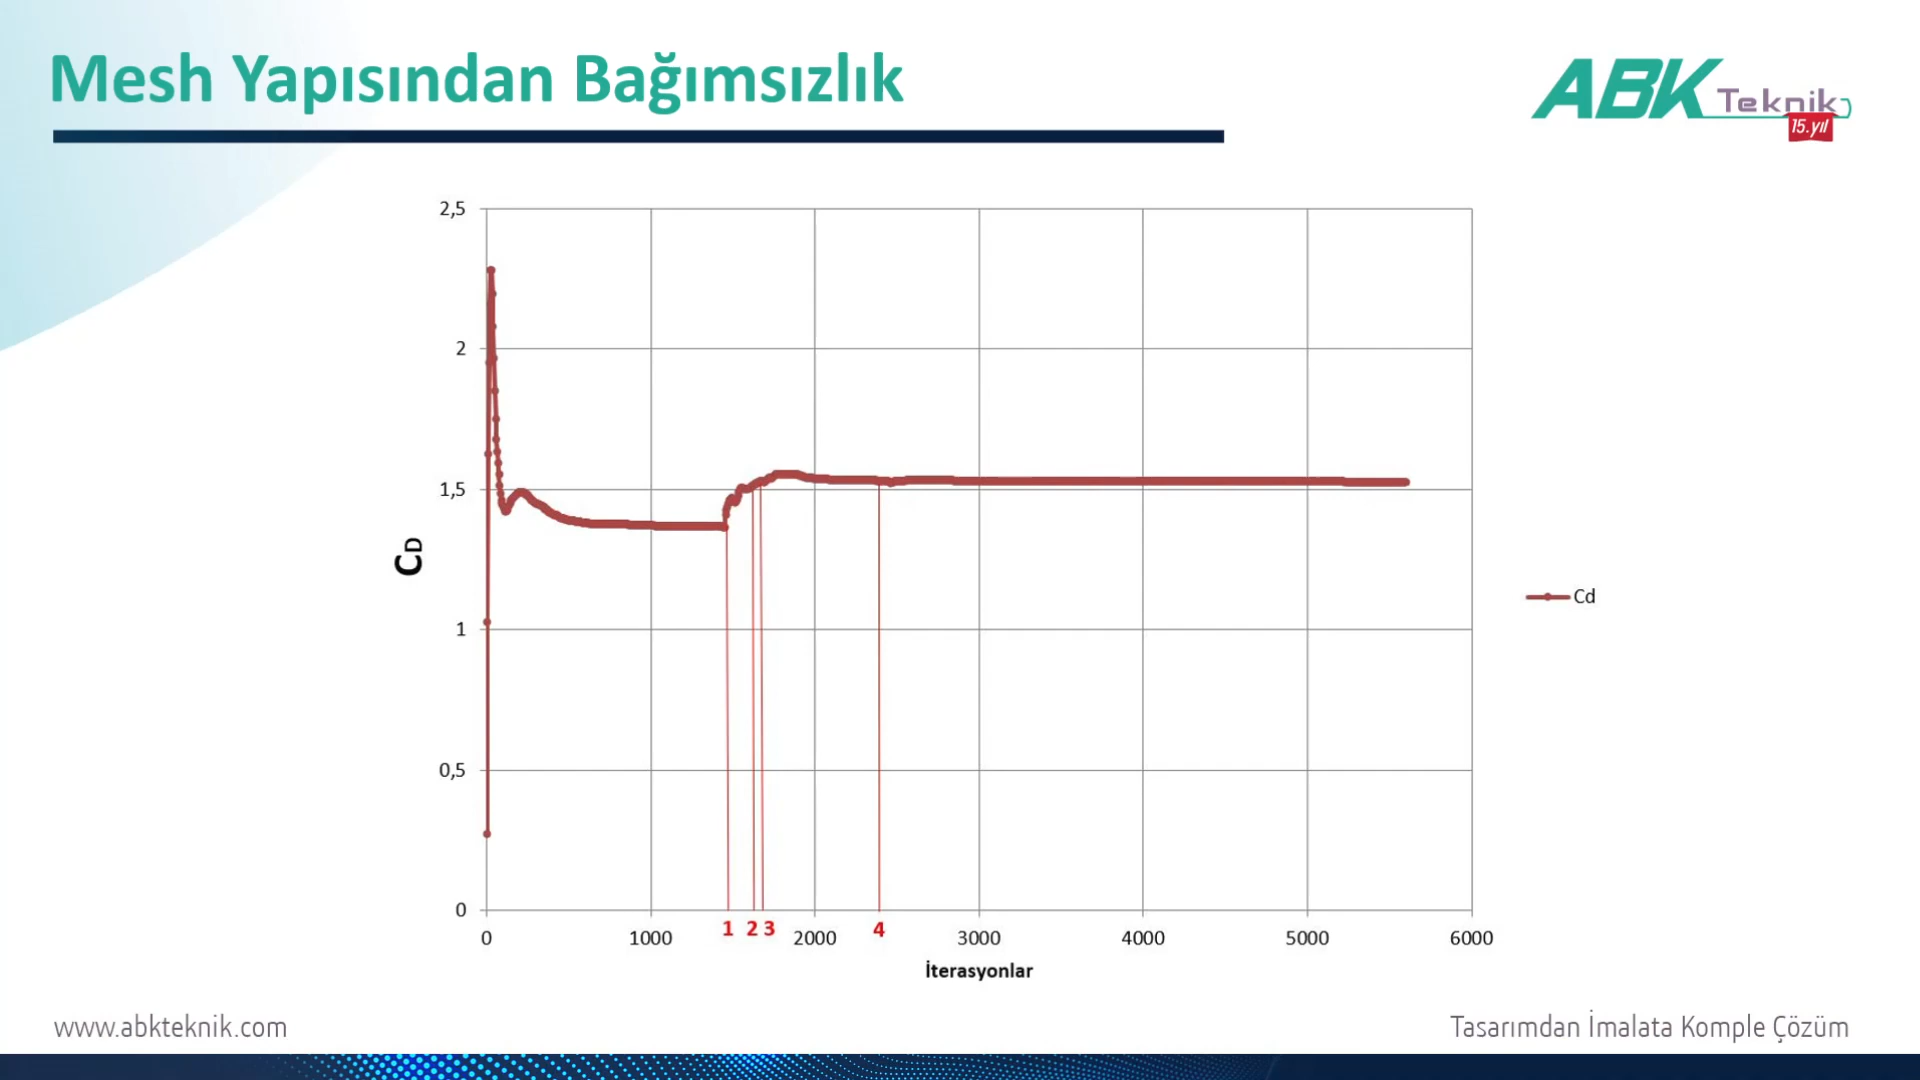 Mesh Yapısından Bağımsızlık
ABK Teknik
15.yıl
2,5
2
1,5
1
0,5
0
C_D
Cd
1 2 3 4
0 1000 2000 3000 4000 5000 6000
İterasyonlar
www.abkteknik.com
Tasarımdan İmalata Komple Çözüm